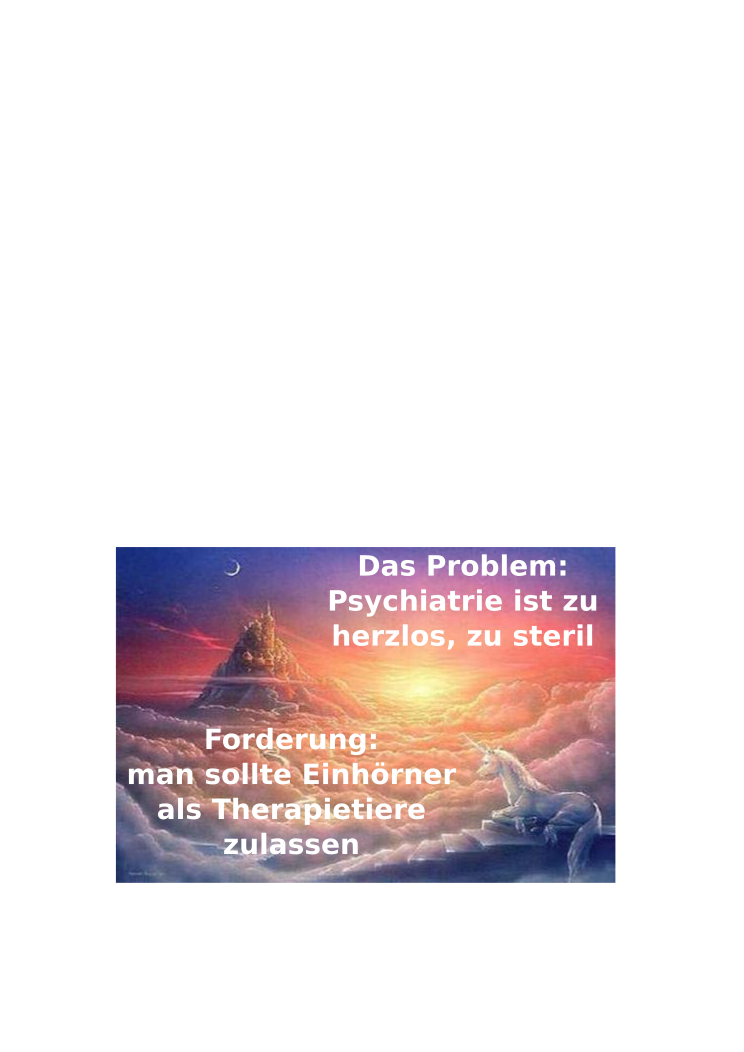 Das Problem:
Psychiatrie ist zu
herzlos, zu steril
Forderung:
man sollte Einhörner
als Therapietiere
zulassen